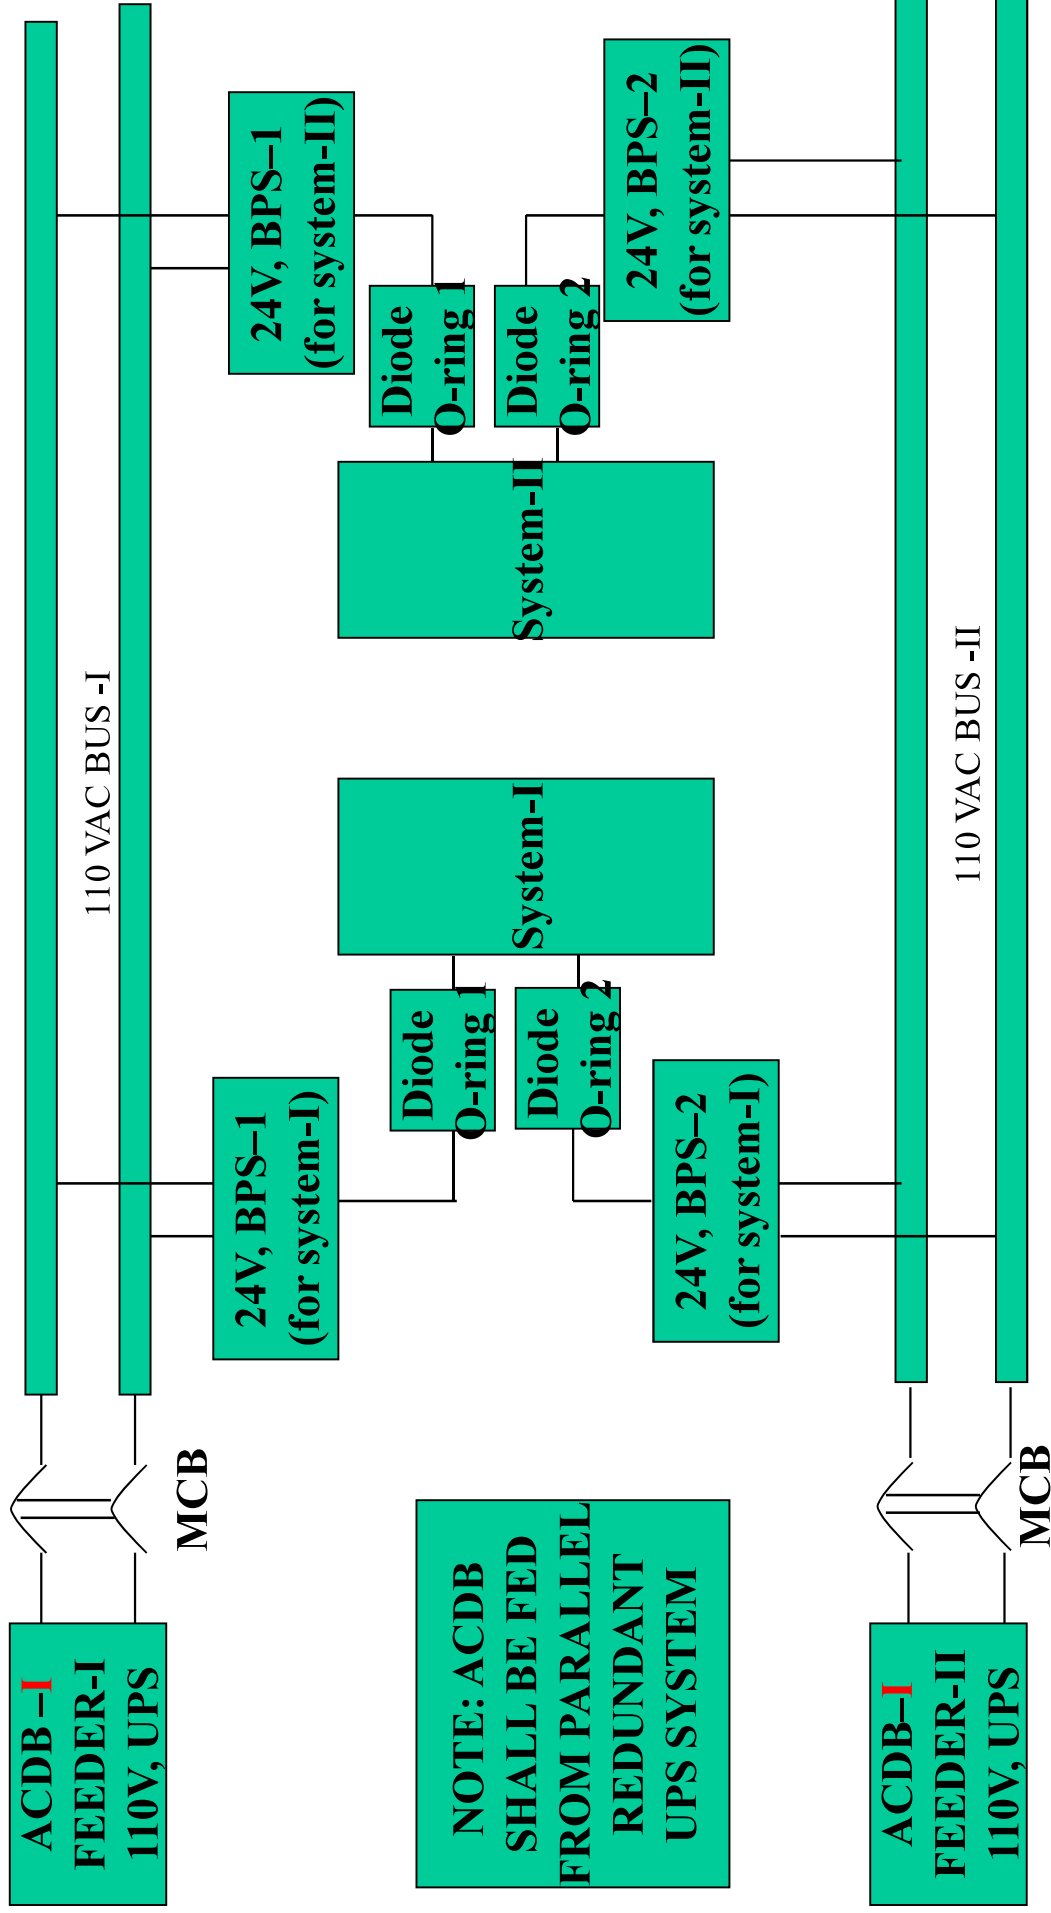 ACDB –I
FEEDER-I
110V, UPS
MCB
110 VAC BUS -I
24V, BPS–1
(for system-I)
24V, BPS–1
(for system-II)
Diode
O-ring 1
Diode
O-ring 1
NOTE: ACDB
SHALL BE FED
FROM PARALLEL
REDUNDANT
UPS SYSTEM
System-I
System-II
Diode
O-ring 2
Diode
O-ring 2
24V, BPS–2
(for system-I)
24V, BPS–2
(for system-II)
ACDB–I
FEEDER-II
110V, UPS
MCB
110 VAC BUS -II